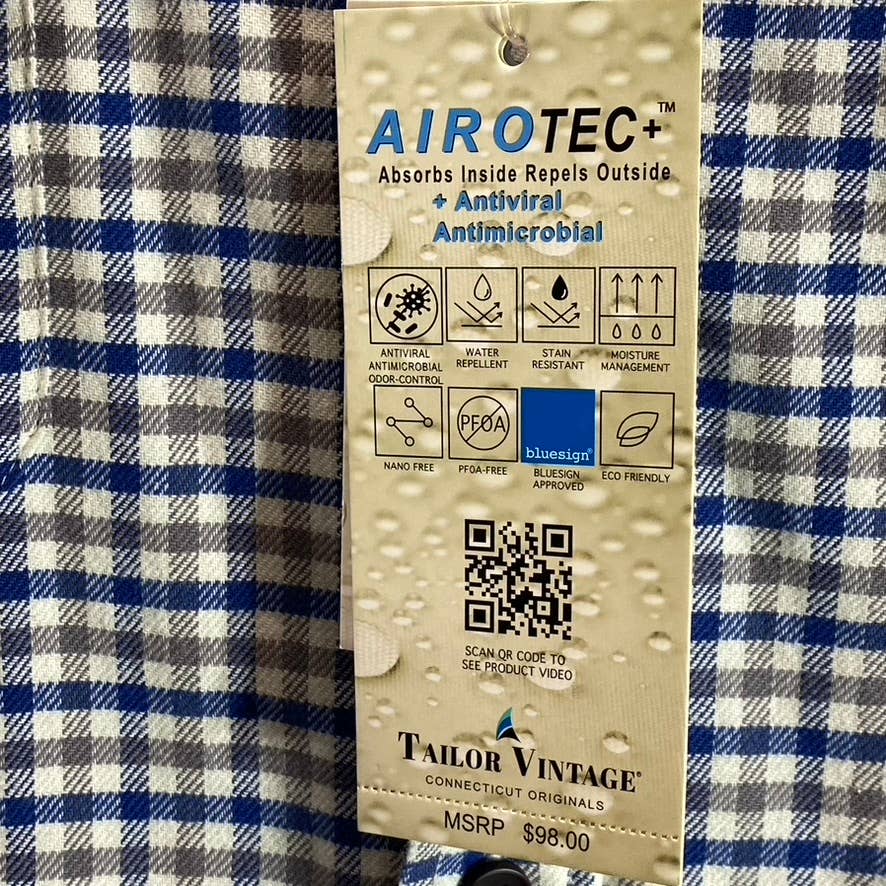 AIROTEC+™
Absorbs Inside Repels Outside
+ Antiviral
Antimicrobial
ANTIVIRAL
ANTIMICROBIAL
ODOR-CONTROL
WATER
REPELLENT
STAIN
RESISTANT
MOISTURE
MANAGEMENT
NANO FREE
PFOA
PFOA-FREE
bluesign®
BLUESIGN
APPROVED
ECO FRIENDLY
SCAN QR CODE TO
SEE PRODUCT VIDEO
TAILOR VINTAGE®
CONNECTICUT ORIGINALS
MSRP $98.00